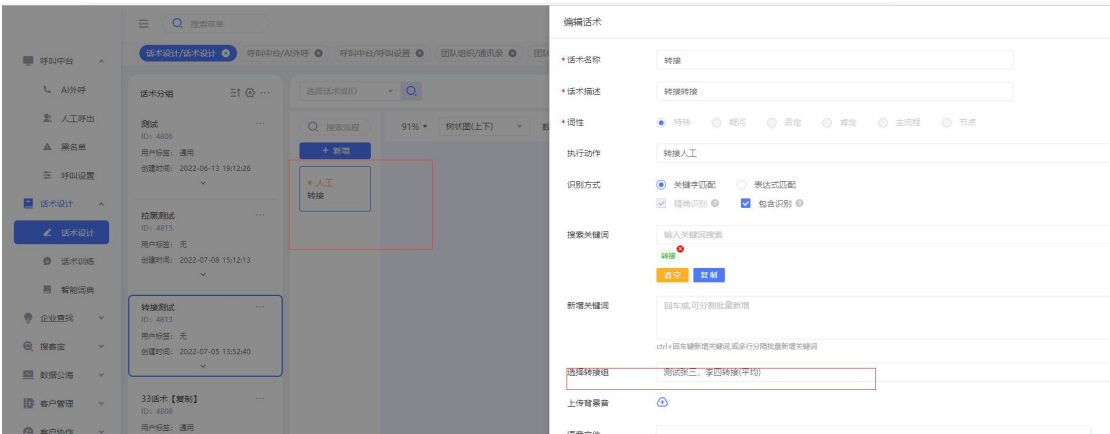 搜索菜单
编辑话术
话术设计/话术设计
呼叫中台/AI外呼
呼叫中台/呼叫设置
团队组织/通讯录
团队
呼叫中台
AI外呼
人工呼出
黑名单
呼叫设置
话术设计
话术设计
话术训练
智能词典
企业查找
搜客宝
数据公海
客户管理
客户协作
话术分组
测试
ID: 4806
用户标签: 通用
创建时间: 2022-06-13 19:12:26
拉黑测试
ID: 4815
用户标签: 无
创建时间: 2022-07-08 15:12:13
转接测试
ID: 4813
用户标签: 无
创建时间: 2022-07-05 13:52:40
33话术【复制】
ID: 4808
用户标签: 通用
选择话术或ID
搜索流程
91%
树状图(上下)
+ 新增
人工
转接
* 话术名称
转接
* 话术描述
转接转接
* 词性
特殊
疑问
否定
肯定
主流程
节点
执行动作
转接人工
识别方式
关键字匹配
表达式匹配
精确识别
包含识别
搜索关键词
输入关键词搜索
转接
清空
复制
新增关键词
回车或,可分割批量新增
ctrl+回车键新增关键词,或多行分隔批量新增关键词
选择转接组
测试张三、李四转接(平均)
上传背景音
语音文件